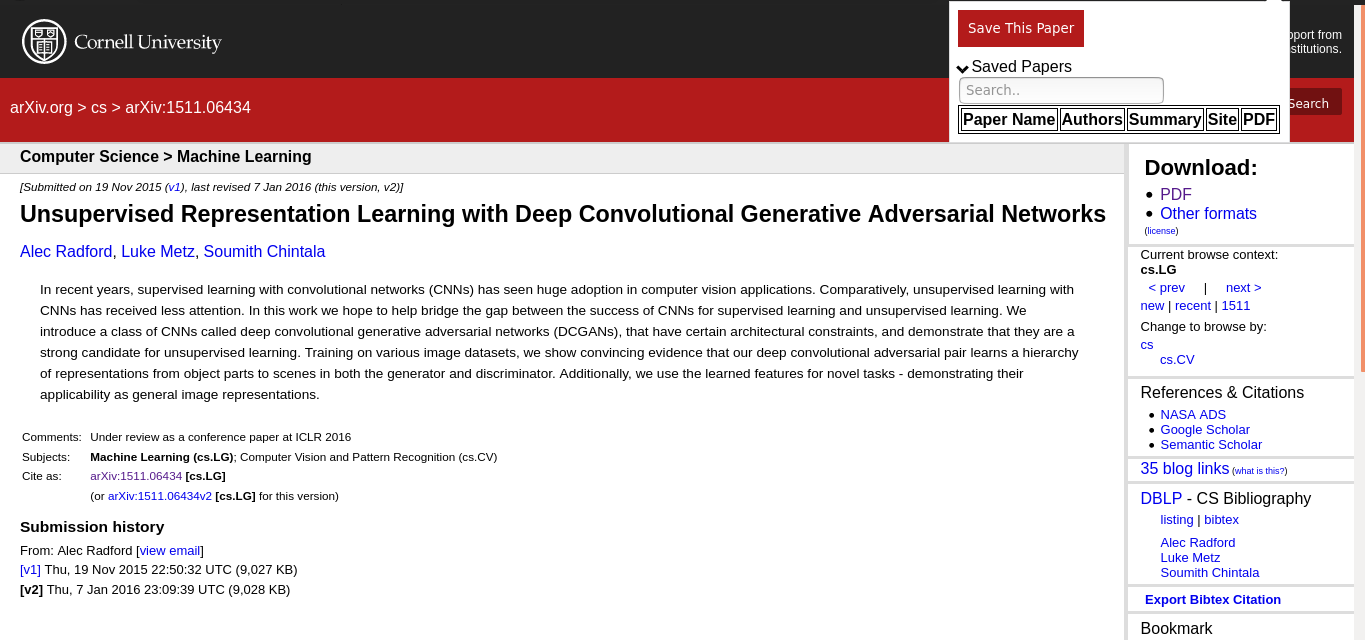 Cornell University
pport from
stitutions.
Save This Paper
Saved Papers
Search..
Paper Name Authors Summary Site PDF
arXiv.org > cs > arXiv:1511.06434
Search
Computer Science > Machine Learning
[Submitted on 19 Nov 2015 (v1), last revised 7 Jan 2016 (this version, v2)]
Unsupervised Representation Learning with Deep Convolutional Generative Adversarial Networks
Alec Radford, Luke Metz, Soumith Chintala
In recent years, supervised learning with convolutional networks (CNNs) has seen huge adoption in computer vision applications. Comparatively, unsupervised learning with
CNNs has received less attention. In this work we hope to help bridge the gap between the success of CNNs for supervised learning and unsupervised learning. We
introduce a class of CNNs called deep convolutional generative adversarial networks (DCGANs), that have certain architectural constraints, and demonstrate that they are a
strong candidate for unsupervised learning. Training on various image datasets, we show convincing evidence that our deep convolutional adversarial pair learns a hierarchy
of representations from object parts to scenes in both the generator and discriminator. Additionally, we use the learned features for novel tasks - demonstrating their
applicability as general image representations.
Comments: Under review as a conference paper at ICLR 2016
Subjects: Machine Learning (cs.LG); Computer Vision and Pattern Recognition (cs.CV)
Cite as: arXiv:1511.06434 [cs.LG]
(or arXiv:1511.06434v2 [cs.LG] for this version)
Submission history
From: Alec Radford [view email]
[v1] Thu, 19 Nov 2015 22:50:32 UTC (9,027 KB)
[v2] Thu, 7 Jan 2016 23:09:39 UTC (9,028 KB)
Download:
PDF
Other formats
(license)
Current browse context:
cs.LG
< prev | next >
new | recent | 1511
Change to browse by:
cs
cs.CV
References & Citations
NASA ADS
Google Scholar
Semantic Scholar
35 blog links (what is this?)
DBLP - CS Bibliography
listing | bibtex
Alec Radford
Luke Metz
Soumith Chintala
Export Bibtex Citation
Bookmark